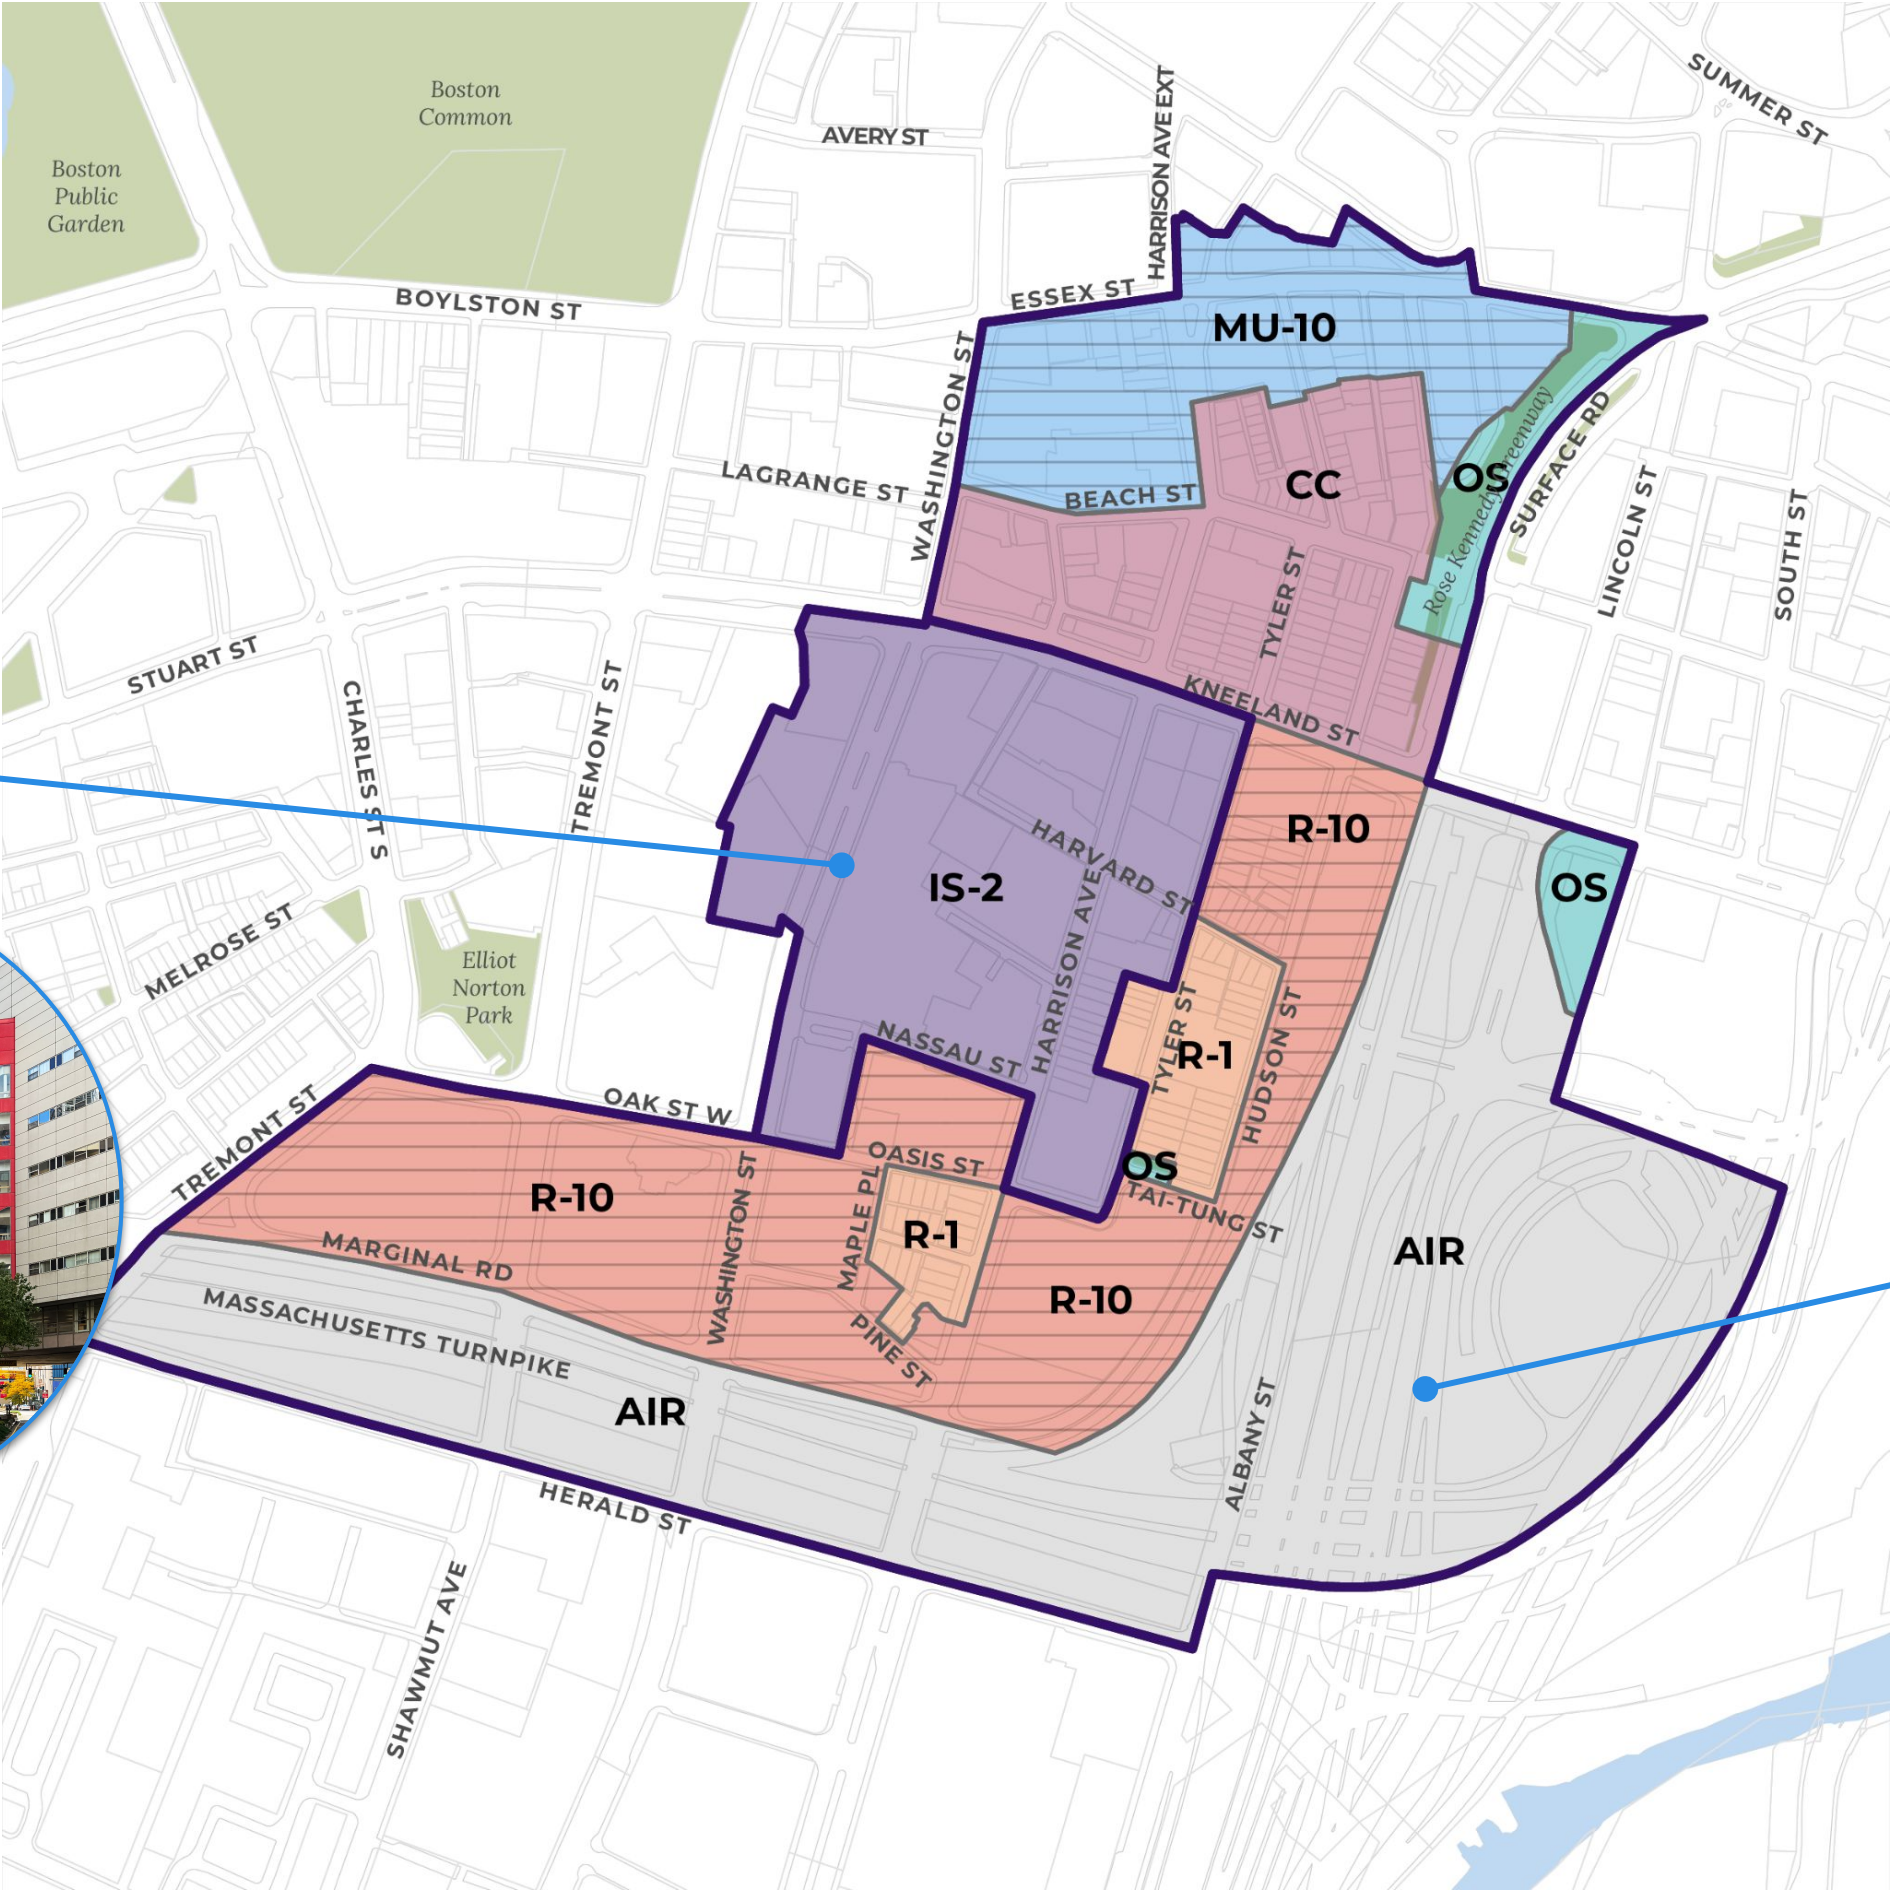 SUMMER ST
Boston
Common
AVERY ST
HARRISON AVE EXT
Boston
Public
Garden
BOYLSTON ST
ESSEX ST
MU-10
WASHINGTON ST
LAGRANGE ST
BEACH ST
CC
OS
Rose Kennedy Greenway
SURFACE RD
LINCOLN ST
SOUTH ST
TYLER ST
STUART ST
CHARLES ST S
TREMONT ST
KNEELAND ST
R-10
HARVARD ST
IS-2
OS
HARRISON AVE
MELROSE ST
Elliot
Norton
Park
NASSAU ST
TYLER ST
R-1
HUDSON ST
TREMONT ST
OAK ST W
OASIS ST
OS
TAI-TUNG ST
R-10
WASHINGTON ST
MAPLE PL
R-1
AIR
MARGINAL RD
R-10
MASSACHUSETTS TURNPIKE
PINE ST
AIR
ALBANY ST
HERALD ST
SHAWMUT AVE